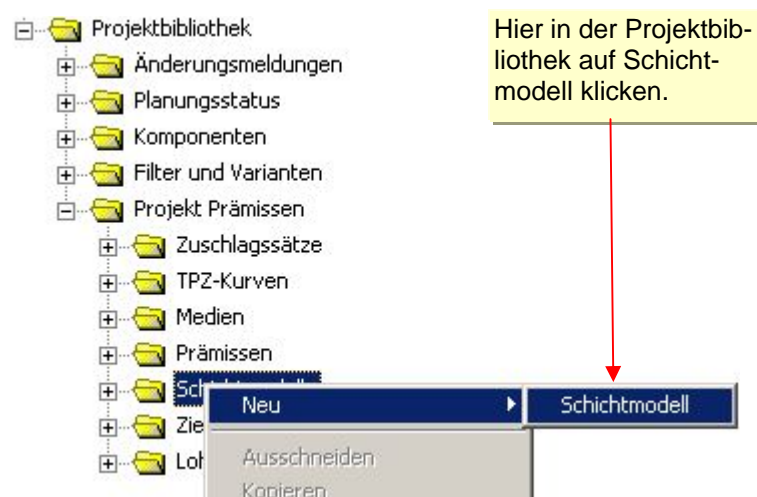 Projektbibliothek
Hier in der Projektbib-
liothek auf Schicht-
modell klicken.
Änderungsmeldungen
Planungsstatus
Komponenten
Filter und Varianten
Projekt Prämissen
Zuschlagssätze
TPZ-Kurven
Medien
Prämissen
Neu
Schichtmodell
Ausschneiden
Kopieren